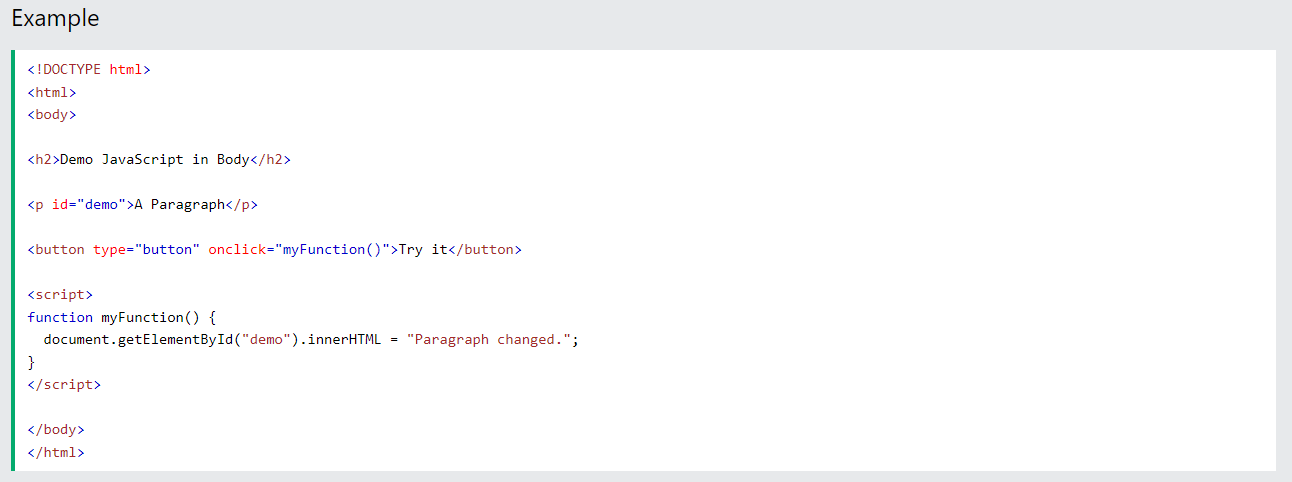 Example
<!DOCTYPE html>
<html>
<body>
<h2>Demo JavaScript in Body</h2>
<p id="demo">A Paragraph</p>
<button type="button" onclick="myFunction()">Try it</button>
<script>
function myFunction() {
  document.getElementById("demo").innerHTML = "Paragraph changed.";
}
</script>
</body>
</html>